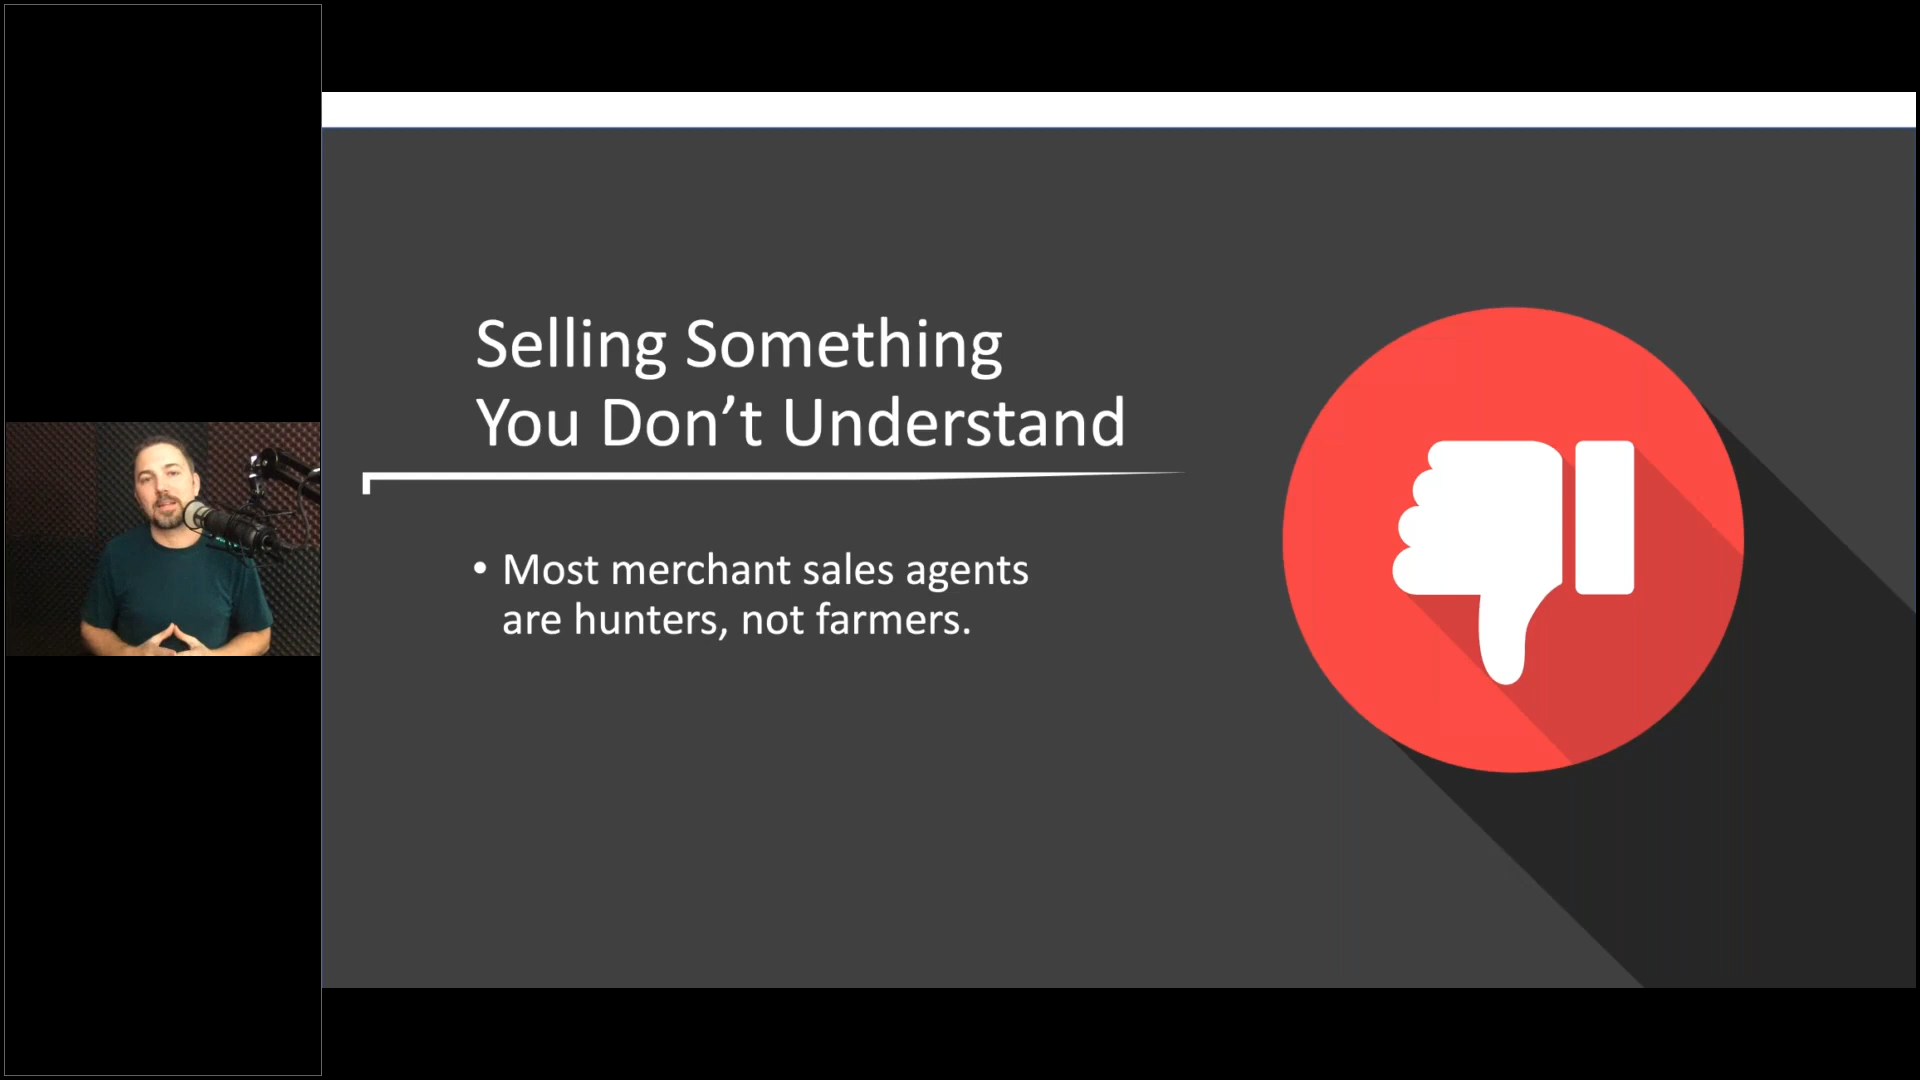 Selling Something
You Don’t Understand
• Most merchant sales agents
are hunters, not farmers.